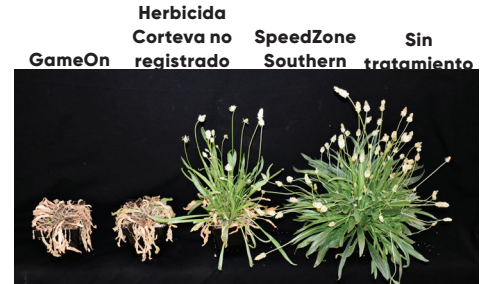 GameOn
Herbicida
Corteva no
registrado
SpeedZone
Southern
Sin
tratamiento